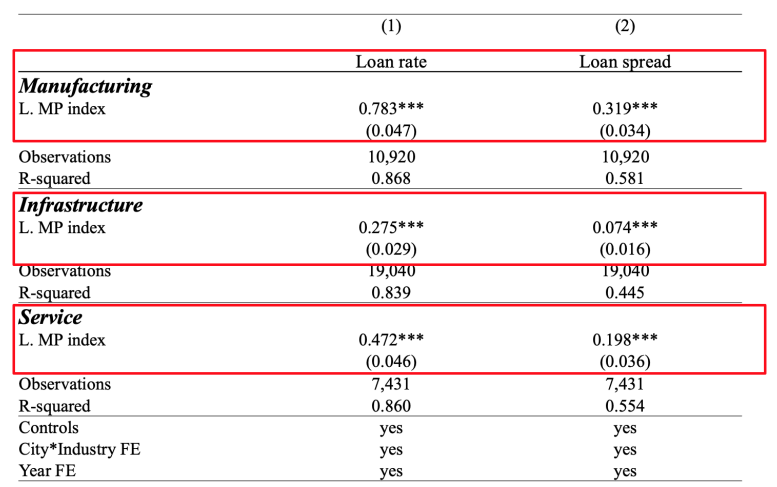 (1) (2)
Loan rate Loan spread
Manufacturing
L. MP index 0.783*** 0.319***
(0.047) (0.034)
Observations 10,920 10,920
R-squared 0.868 0.581
Infrastructure
L. MP index 0.275*** 0.074***
(0.029) (0.016)
Observations 19,040 19,040
R-squared 0.839 0.445
Service
L. MP index 0.472*** 0.198***
(0.046) (0.036)
Observations 7,431 7,431
R-squared 0.860 0.554
Controls yes yes
City*Industry FE yes yes
Year FE yes yes